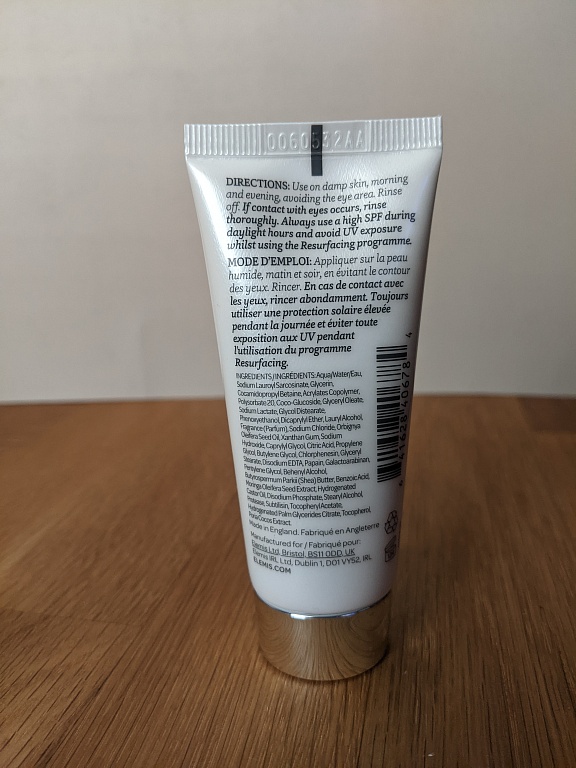 0060532AA
DIRECTIONS: Use on damp skin, morning
and evening, avoiding the eye area. Rinse
off. If contact with eyes occurs, rinse
thoroughly. Always use a high SPF during
daylight hours and avoid UV exposure
whilst using the Resurfacing programme.
MODE D'EMPLOI: Appliquer sur la peau
humide, matin et soir, en évitant le contour
des yeux. Rincer. En cas de contact avec
les yeux, rincer abondamment. Toujours
utiliser une protection solaire élevée
pendant la journée et éviter toute
exposition aux UV pendant
l'utilisation du programme
Resurfacing.
INGREDIENTS/INGRÉDIENTS: Aqua/Water/Eau,
Sodium Lauroyl Sarcosinate, Glycerin,
Cocamidopropyl Betaine, Acrylates Copolymer,
Polysorbate 20, Coco-Glucoside, Glyceryl Oleate,
Sodium Lactate, Glycol Distearate,
Phenoxyethanol, Dicaprylyl Ether, Lauryl Alcohol,
Fragrance (Parfum), Sodium Chloride, Orbignya
Oleifera Seed Oil, Xanthan Gum, Sodium
Hydroxide, Caprylyl Glycol, Citric Acid, Propylene
Glycol, Butylene Glycol, Chlorphenesin, Glyceryl
Stearate, Disodium EDTA, Papain, Galactoarabinan,
Pentylene Glycol, Behenyl Alcohol,
Butyrospermum Parkii (Shea) Butter, Benzoic Acid,
Moringa Oleifera Seed Extract, Hydrogenated
Castor Oil, Disodium Phosphate, Stearyl Alcohol,
Protease, Subtilisin, Tocopheryl Acetate,
Hydrogenated Palm Glycerides Citrate, Tocopherol,
Poria Cocos Extract.
Made in England. Fabriqué en Angleterre
Manufactured for / Fabriqué pour:
Elemis Ltd, Bristol, BS11 0DD, UK
Elemis IRL Ltd, Dublin 1, D01 VY52, IRL
ELEMIS.COM